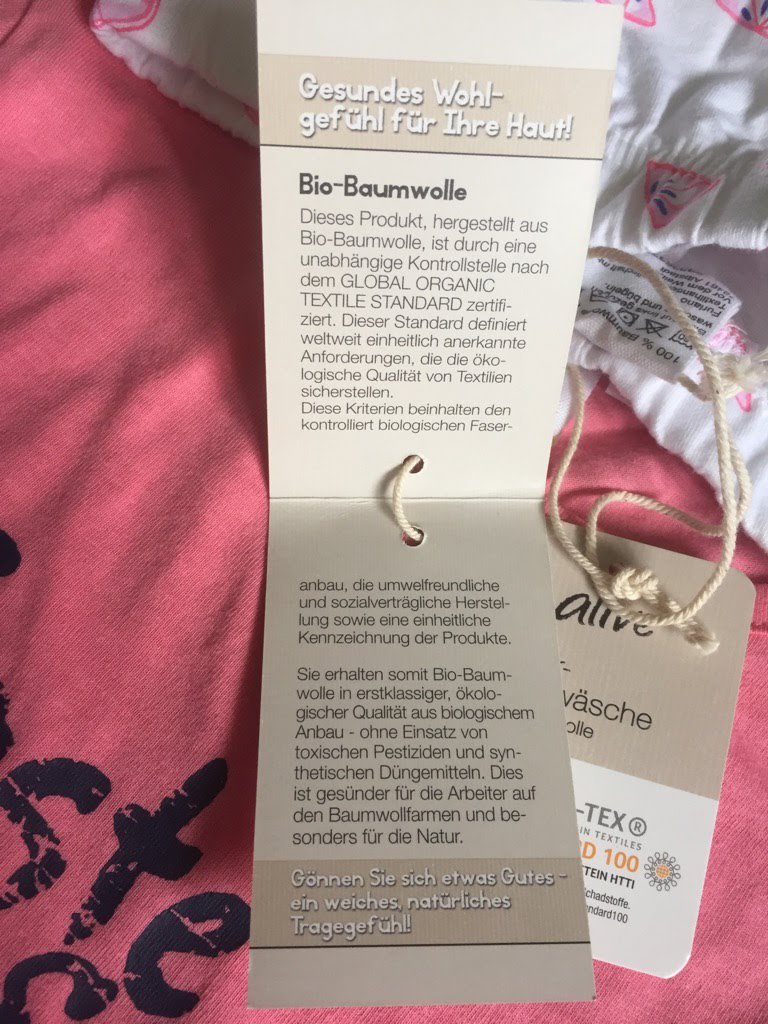 Gesundes Wohl-
gefühl für Ihre Haut!
Bio-Baumwolle
Dieses Produkt, hergestellt aus
Bio-Baumwolle, ist durch eine
unabhängige Kontrollstelle nach
dem GLOBAL ORGANIC
TEXTILE STANDARD zertifi-
ziert. Dieser Standard definiert
weltweit einheitlich anerkannte
Anforderungen, die die öko-
logische Qualität von Textilien
sicherstellen.
Diese Kriterien beinhalten den
kontrolliert biologischen Faser-
anbau, die umwelfreundliche
und sozialverträgliche Herstel-
lung sowie eine einheitliche
Kennzeichnung der Produkte.
Sie erhalten somit Bio-Baum-
wolle in erstklassiger, ökolo-
gischer Qualität aus biologischem
Anbau - ohne Einsatz von
toxischen Pestiziden und syn-
thetischen Düngemitteln. Dies
ist gesünder für die Arbeiter auf
den Baumwollfarmen und be-
sonders für die Natur.
Gönnen Sie sich etwas Gutes -
ein weiches, natürliches
Tragegefühl!
alive
wäsche
olle
-TEX®
IN TEXTILES
D 100
TEIN HTTI
chadstoffe.
ndard100
100 %
und bügeln